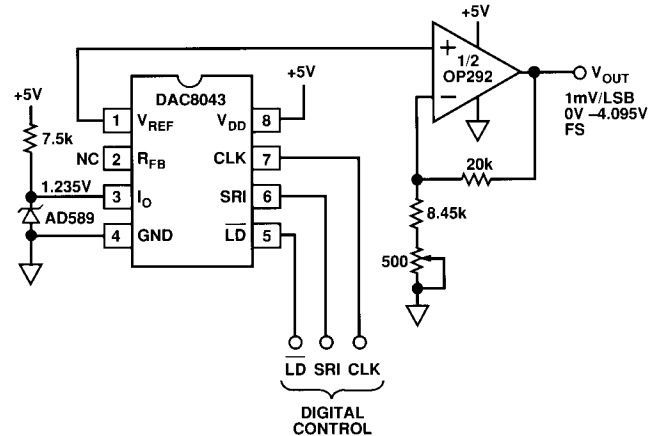 +5V
7.5k
1.235V
AD589
DAC8043
1 V_REF
NC 2 R_FB
3 I_O
4 GND
V_DD 8
CLK 7
SRI 6
L̅D̅ 5
+5V
+5V
+
−
1/2
OP292
V_OUT
1mV/LSB
0V –4.095V
FS
20k
8.45k
500
L̅D̅ SRI CLK
DIGITAL
CONTROL